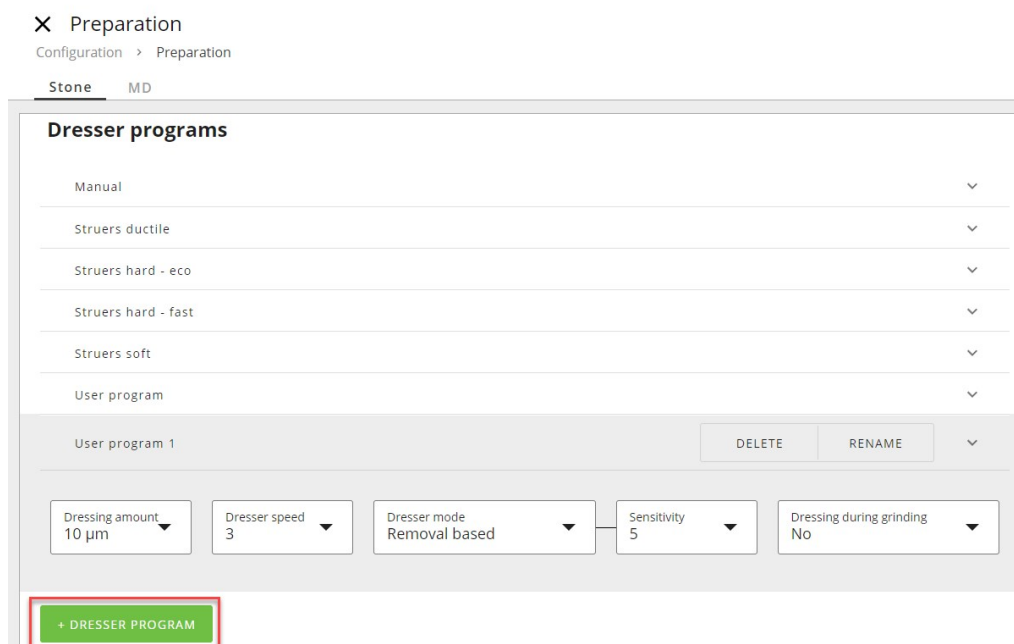 Preparation
Configuration > Preparation
Stone MD
Dresser programs
Manual
Struers ductile
Struers hard - eco
Struers hard - fast
Struers soft
User program
User program 1 DELETE RENAME
Dressing amount Dresser speed Dresser mode Sensitivity Dressing during grinding
10 μm 3 Removal based 5 No
+ DRESSER PROGRAM